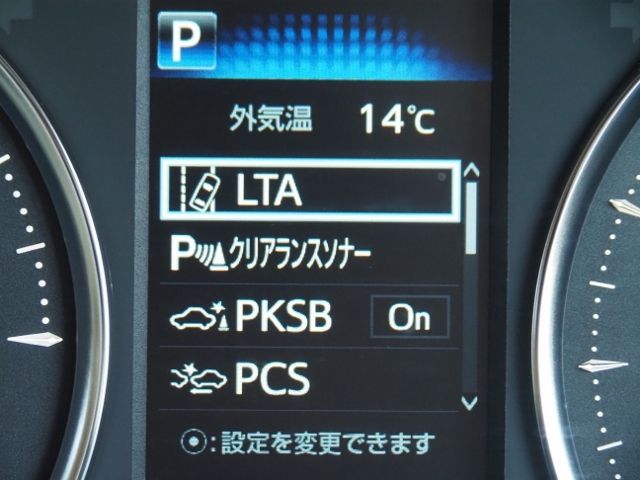 P
外気温 14℃
LTA
P クリアランスソナー
PKSB On
PCS
⦿:設定を変更できます